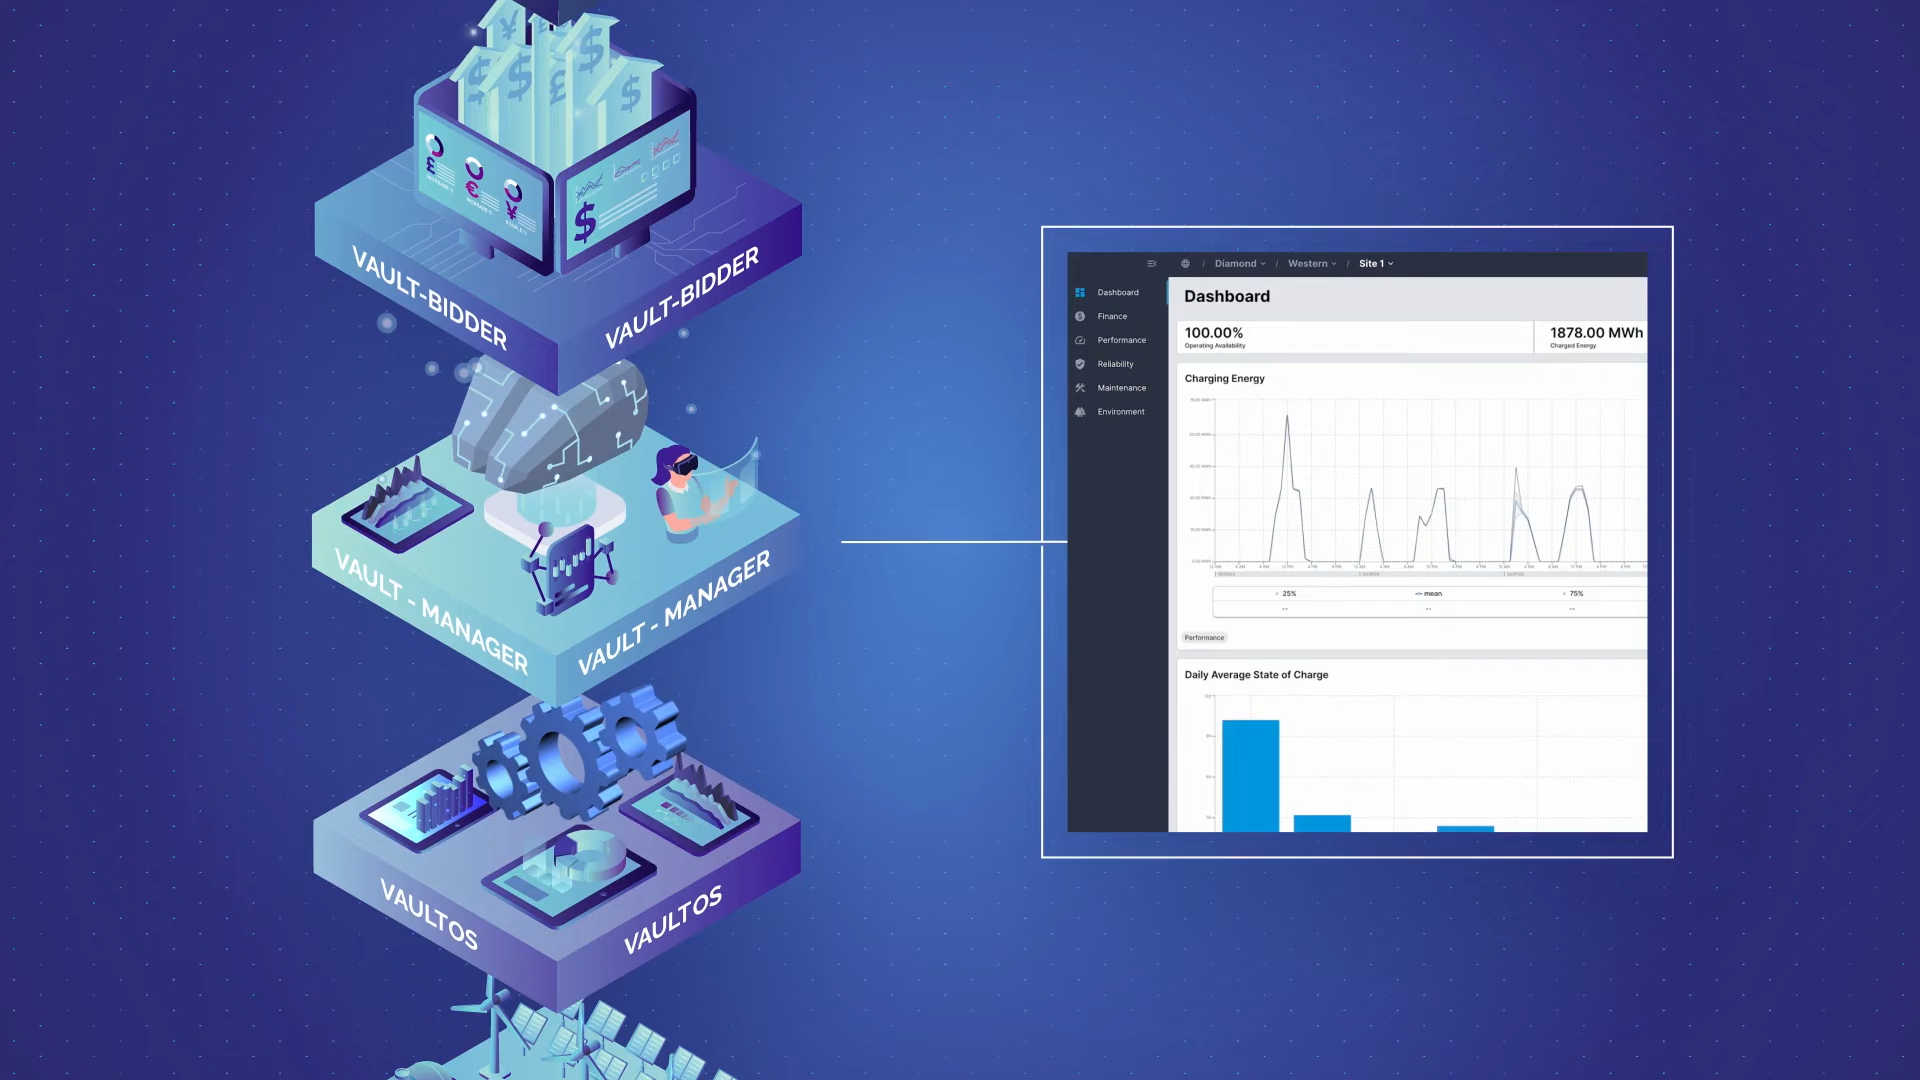 VAULT-BIDDER
VAULT-BIDDER
VAULT - MANAGER
VAULT - MANAGER
VAULTOS
VAULTOS
/ Diamond / Western / Site 1
Dashboard
Finance
Performance
Reliability
Maintenance
Environment
Dashboard
100.00%
Operating Availability
1878.00 MWh
Charged Energy
Charging Energy
25%
mean
75%
--
--
--
Performance
Daily Average State of Charge